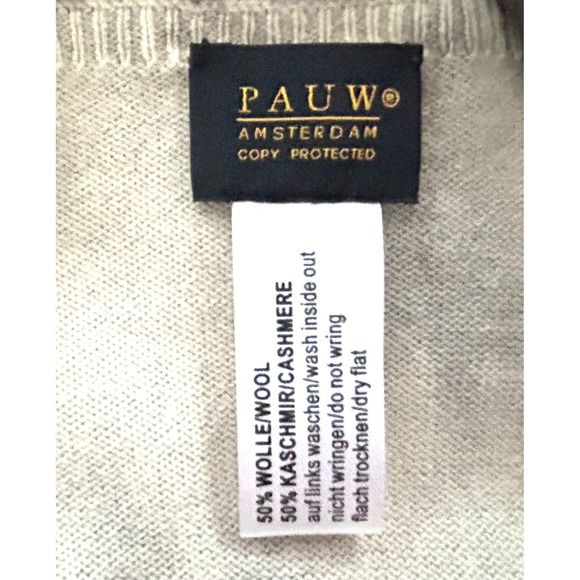 PAUW®
AMSTERDAM
COPY PROTECTED
50% WOLLE/WOOL
50% KASCHMIR/CASHMERE
auf links waschen/wash inside out
nicht wringen/do not wring
flach trocknen/dry flat